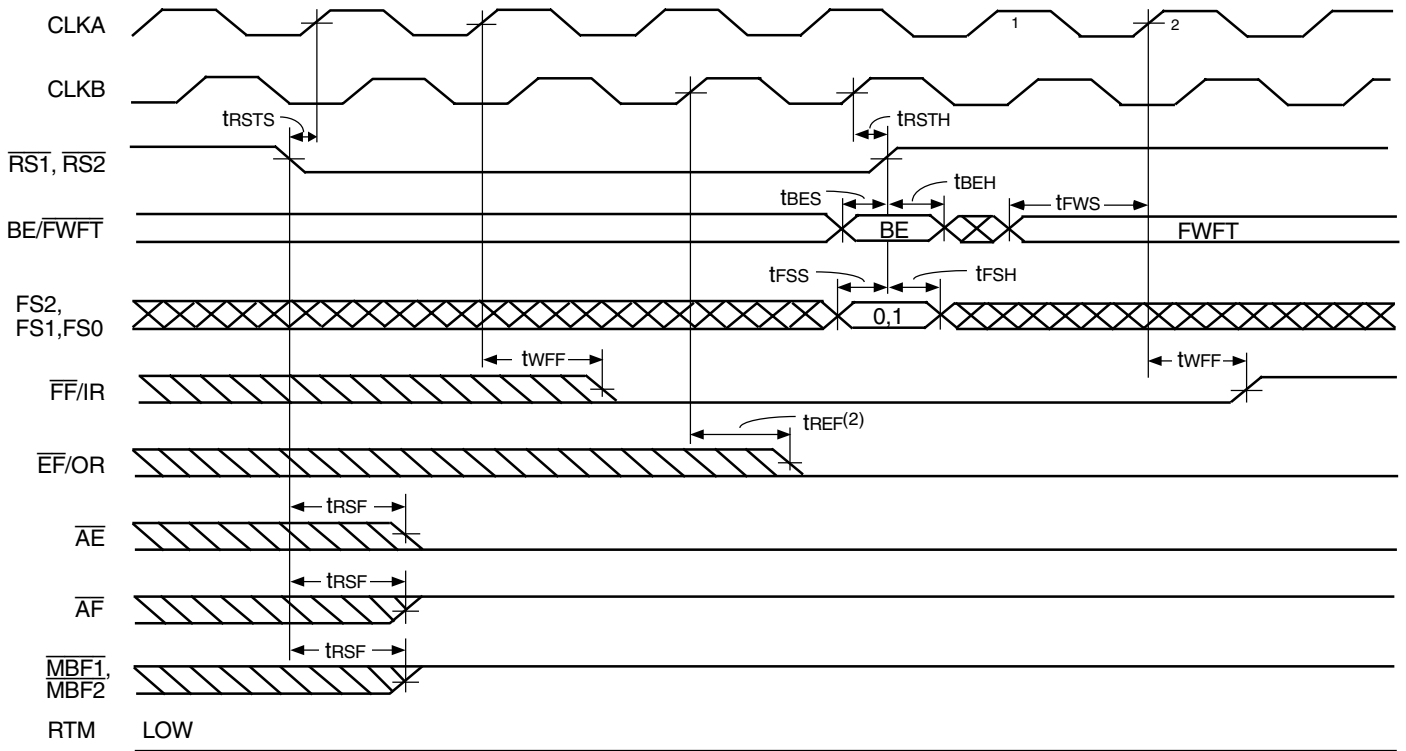 CLKA
1
2
CLKB
tRSTS
tRSTH
RS1, RS2
tBES
tBEH
tFWS
BE/FWFT
BE
FWFT
tFSS
tFSH
FS2,
FS1,FS0
0,1
tWFF
tWFF
FF/IR
tREF(2)
EF/OR
tRSF
AE
tRSF
AF
tRSF
MBF1,
MBF2
RTM LOW